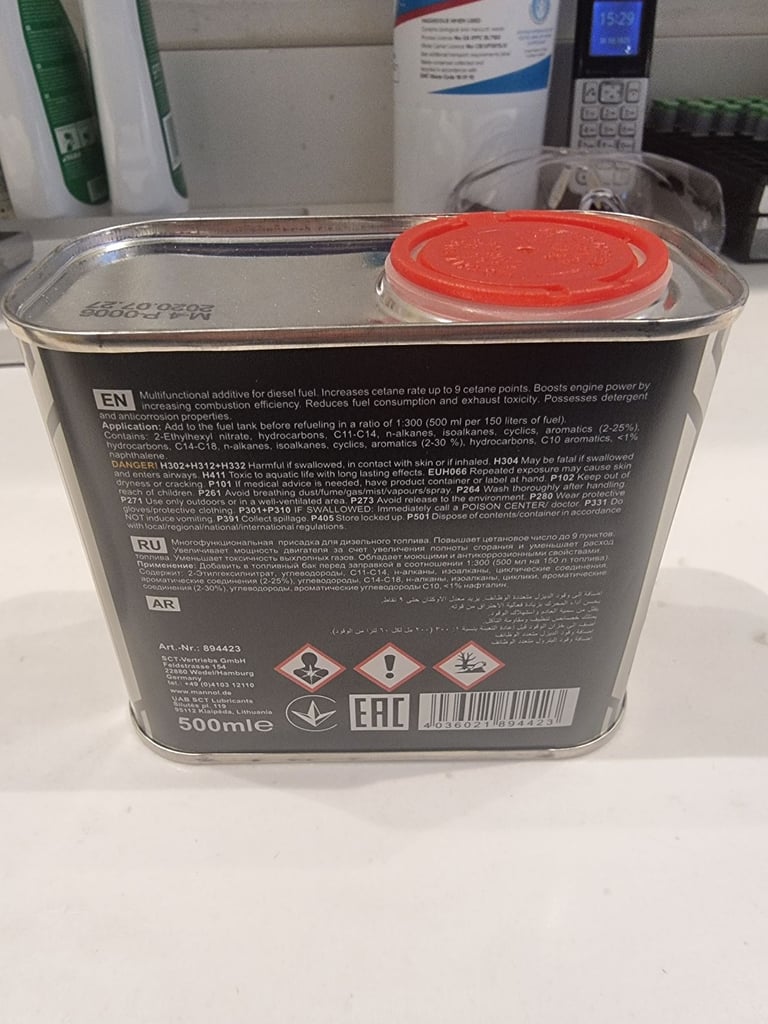 HAZARDOUS WHEN USED
15:29
M-4 P-0006
2020.07.27
EN Multifunctional additive for diesel fuel. Increases cetane rate up to 9 cetane points. Boosts engine power by
increasing combustion efficiency. Reduces fuel consumption and exhaust toxicity. Possesses detergent
and anticorrosion properties.
Application: Add to the fuel tank before refueling in a ratio of 1:300 (500 ml per 150 liters of fuel).
Contains: 2-Ethylhexyl nitrate, hydrocarbons, C11-C14, n-alkanes, isoalkanes, cyclics, aromatics (2-25%),
hydrocarbons, C14-C18, n-alkanes, isoalkanes, cyclics, aromatics (2-30 %), hydrocarbons, C10 aromatics, <1%
naphthalene
DANGER! H302+H312+H332 Harmful if swallowed, in contact with skin or if inhaled. H304 May be fatal if swallowed
and enters airways. H411 Toxic to aquatic life with long lasting effects. EUH066 Repeated exposure may cause skin
dryness or cracking. P101 If medical advice is needed, have product container or label at hand. P102 Keep out of
reach of children. P261 Avoid breathing dust/fume/gas/mist/vapours/spray. P264 Wash thoroughly after handling.
P271 Use only outdoors or in a well-ventilated area. P273 Avoid release to the environment. P280 Wear protective
gloves/protective clothing. P301+P310 IF SWALLOWED: Immediately call a POISON CENTER/ doctor. P331 Do
NOT induce vomiting. P391 Collect spillage. P405 Store locked up. P501 Dispose of contents/container in accordance
with local/regional/national/international regulations.
RU Многофункциональная присадка для дизельного топлива. Повышает цетановое число до 9 пунктов.
Увеличивает мощность двигателя за счет увеличения полноты сгорания и уменьшает расход
топлива. Уменьшает токсичность выхлопных газов. Обладает моющими и антикоррозионными свойствами.
Применение: Добавить в топливный бак перед заправкой в соотношении 1:300 (500 мл на 150 л топлива).
Содержит: 2-Этилгексилнитрат, углеводороды, C11-C14, н-алканы, изоалканы, циклические соединения,
ароматические соединения (2-25%), углеводороды, C14-C18, н-алканы, изоалканы, циклики, ароматические
соединения (2-30%), углеводороды, ароматические углеводороды C10, <1% нафталин.
AR
Art.-Nr.: 894423
SCT-Vertriebs GmbH
Feldstrasse 154
22880 Wedel/Hamburg
Germany
tel.: +49 (0)4103 12110
www.mannol.de
UAB SCT Lubricants
Šilutės pl. 119
95112 Klaipėda, Lithuania
500ml℮
EAC
4 036021 894423